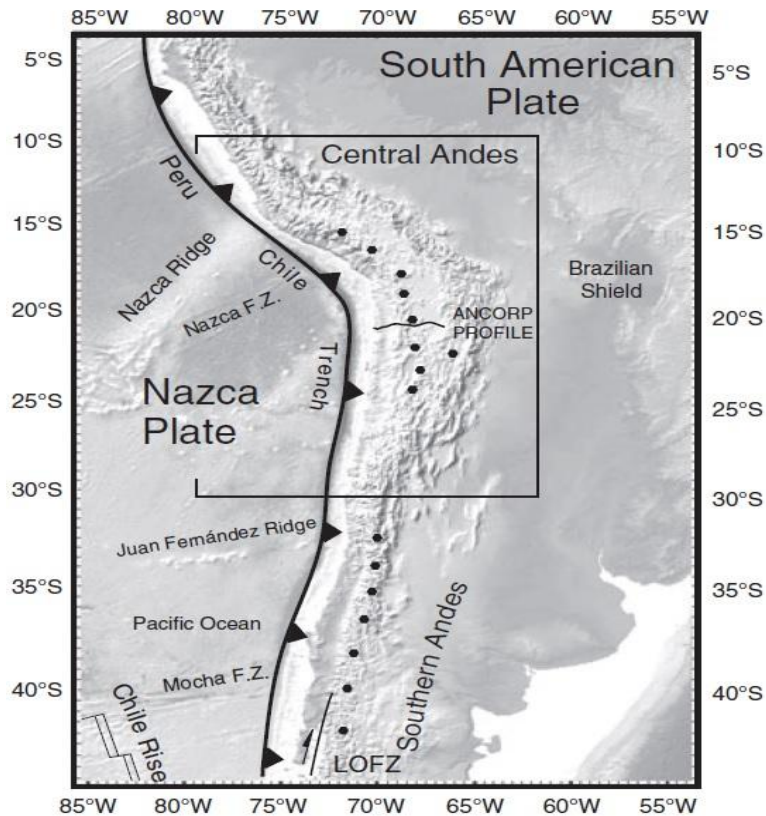 85°W 80°W 75°W 70°W 65°W 60°W 55°W
5°S
5°S
South American
Plate
10°S
10°S
Central Andes
Peru
15°S
15°S
Chile
Nazca Ridge
Brazilian
Shield
Nazca F.Z.
20°S
20°S
ANCORP
PROFILE
Trench
Nazca
Plate
25°S
25°S
30°S
30°S
Juan Fernández Ridge
35°S
35°S
Pacific Ocean
Southern Andes
Mocha F.Z.
40°S
40°S
Chile Rise
LOFZ
85°W 80°W 75°W 70°W 65°W 60°W 55°W